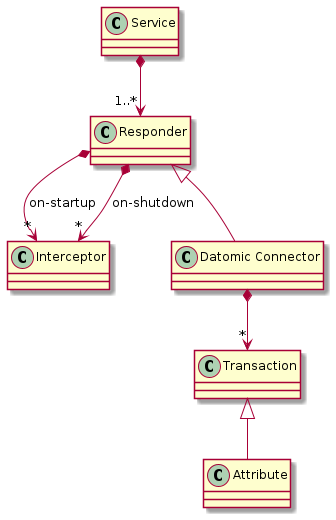 C Service
1..*
C Responder
on-startup
on-shutdown
*
*
C Interceptor
C Datomic Connector
*
C Transaction
C Attribute